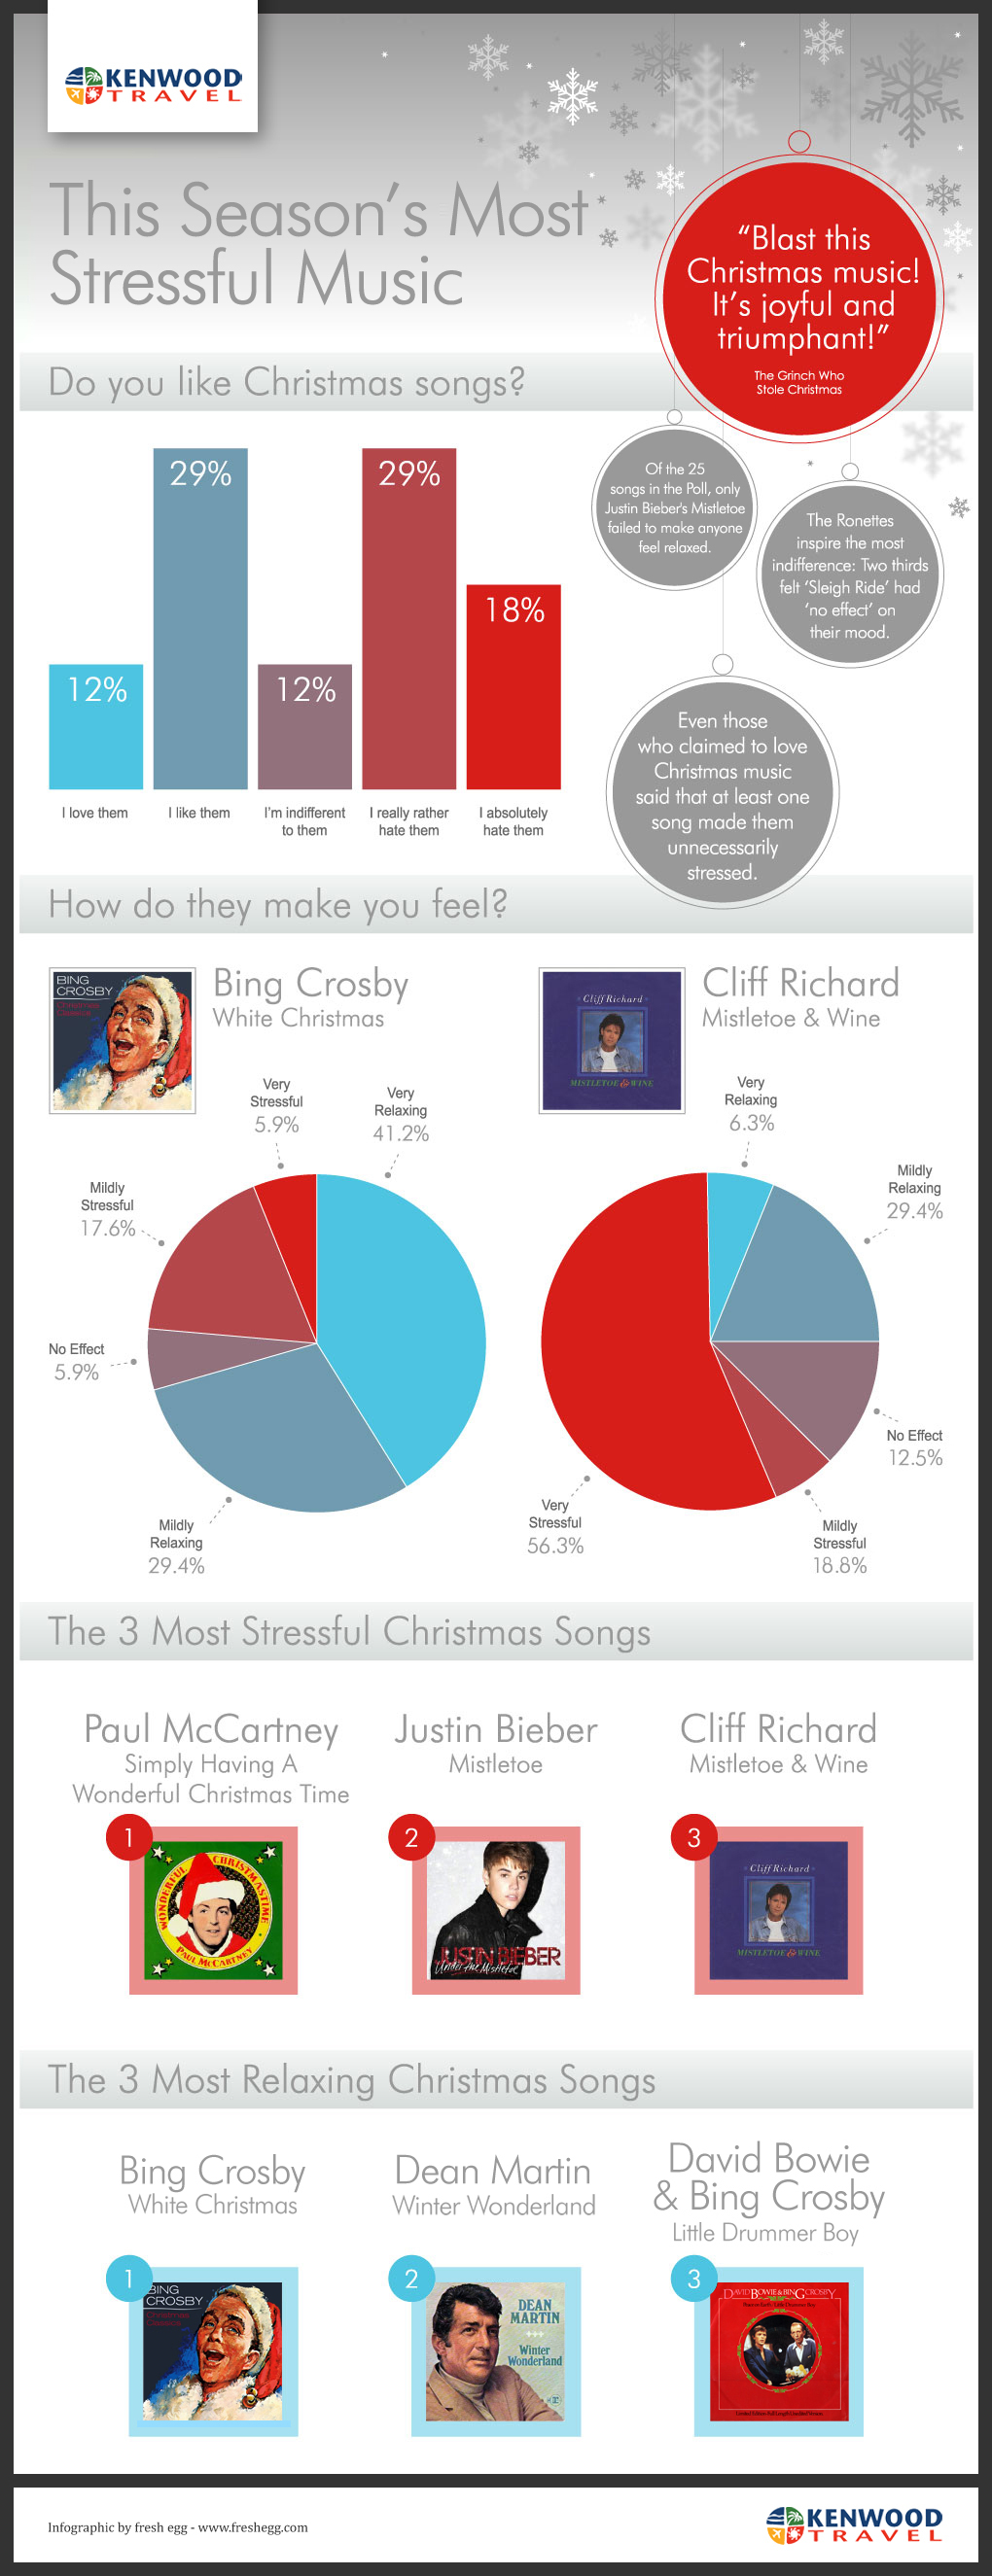 KENWOOD
TRAVEL
This Season's Most
Stressful Music
“Blast this
Christmas music!
It's joyful and
triumphant!”
The Grinch Who
Stole Christmas
Do you like Christmas songs?
29%
29%
18%
12%
12%
I love them
I like them
I'm indifferent
to them
I really rather
hate them
I absolutely
hate them
Of the 25
songs in the Poll, only
Justin Bieber's Mistletoe
failed to make anyone
feel relaxed.
The Ronettes
inspire the most
indifference: Two thirds
felt 'Sleigh Ride' had
'no effect' on
their mood.
Even those
who claimed to love
Christmas music
said that at least one
song made them
unnecessarily
stressed.
How do they make you feel?
BING
CROSBY
Christmas
Classics
Bing Crosby
White Christmas
Very
Stressful
5.9%
Very
Relaxing
41.2%
Mildly
Stressful
17.6%
No Effect
5.9%
Mildly
Relaxing
29.4%
Cliff Richard
MISTLETOE & WINE
Cliff Richard
Mistletoe & Wine
Very
Relaxing
6.3%
Mildly
Relaxing
29.4%
No Effect
12.5%
Very
Stressful
56.3%
Mildly
Stressful
18.8%
The 3 Most Stressful Christmas Songs
Paul McCartney
Simply Having A
Wonderful Christmas Time
1
WONDERFUL CHRISTMASTIME
PAUL McCARTNEY
Justin Bieber
Mistletoe
2
JUSTIN BIEBER
Under the Mistletoe
Cliff Richard
Mistletoe & Wine
3
Cliff Richard
MISTLETOE & WINE
The 3 Most Relaxing Christmas Songs
Bing Crosby
White Christmas
1
BING
CROSBY
Christmas
Classics
Dean Martin
Winter Wonderland
2
DEAN
MARTIN
Winter
Wonderland
David Bowie
& Bing Crosby
Little Drummer Boy
3
DAVID BOWIE & BING CROSBY
Infographic by fresh egg - www.freshegg.com
KENWOOD
TRAVEL